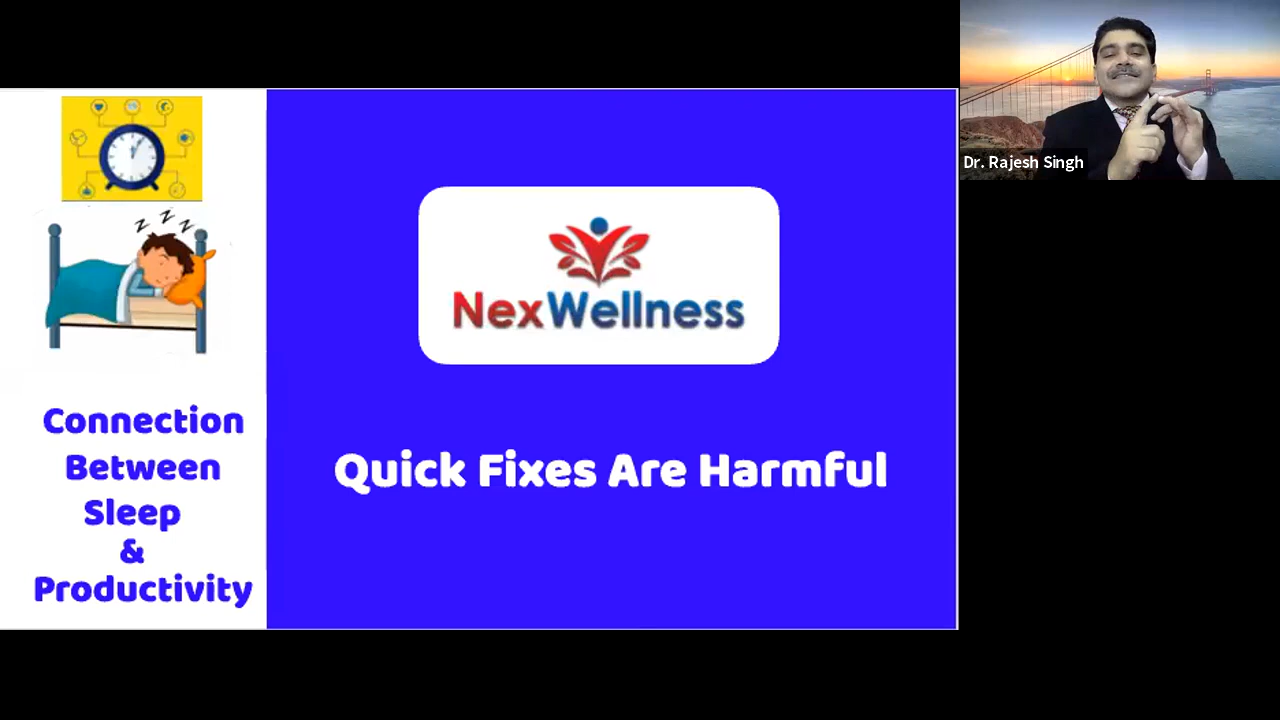 Connection
Between
Sleep
&
Productivity
z z z
NexWellness
Quick Fixes Are Harmful
Dr. Rajesh Singh